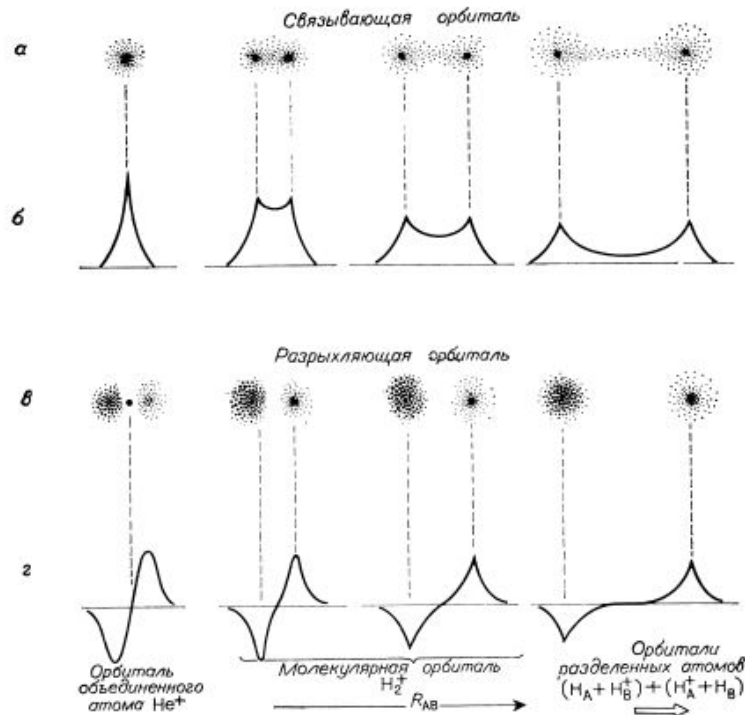 Связывающая орбиталь
а
б
Разрыхляющая орбиталь
в
г
Орбиталь
объединенного
атома He⁺
Молекулярная орбиталь
H₂⁺
R_AB
Орбитали
разделенных атомов
(H_A + H_B⁺) + (H_A⁺ + H_B)